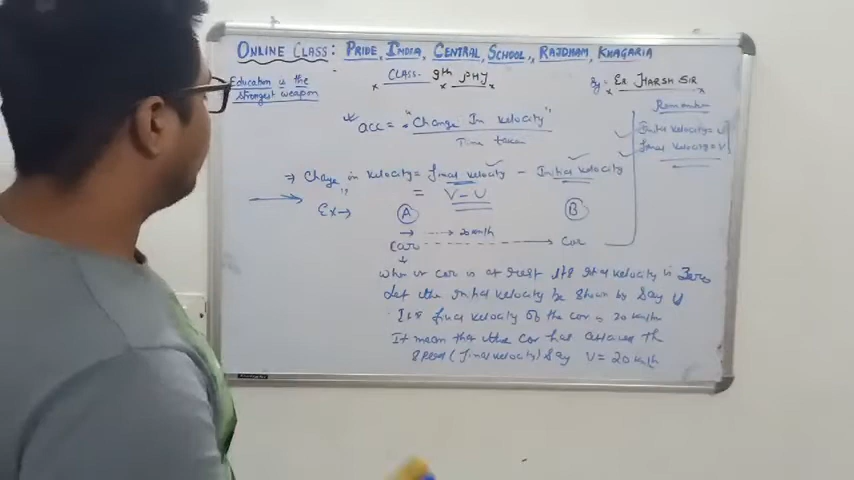 ONLINE CLASS: PRIDE INDIA, CENTRAL SCHOOL, RAJDHAM, KHAGARIA
Education is the
strongest weapon
CLASS- 9th PHY
By:- Er HARSH SIR
Remember
Initial velocity = U
final velocity = V
acc = "Change In velocity"
Time taken
⇒ Change in velocity = final velocity - Initial velocity
= V-U
Ex→ A B
20 km/h
Car Car
when car is at rest its velocity is Zero
Let the Initial velocity be shown by Say U
Its final velocity of the car is 20 km/h
It mean that the car has the
Speed (final velocity) Say V = 20 km/h